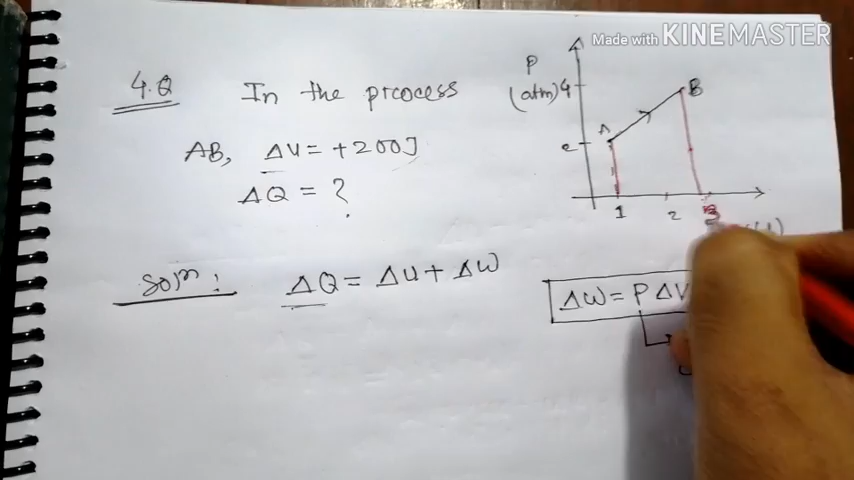 Made with KINEMASTER
4.Q In the process
AB, ΔU = +200J
ΔQ = ?
P
(atm)
4
2
A
B
1 2 3
Soln:
ΔQ = ΔU + ΔW
ΔW = P ΔV